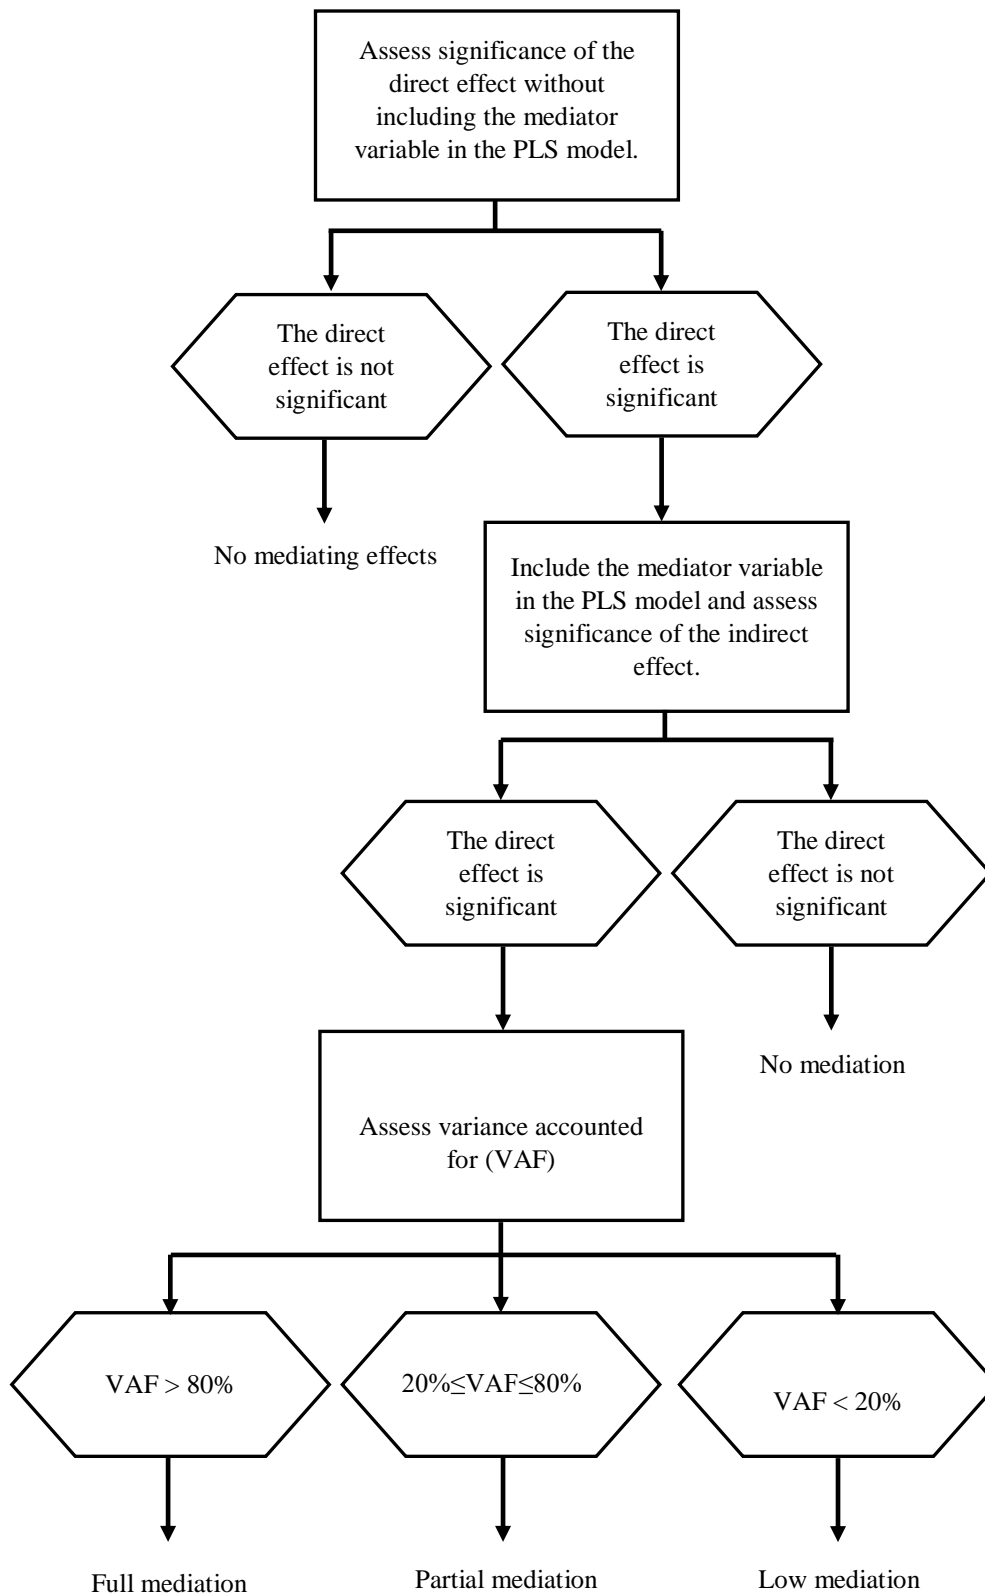 Assess significance of the
direct effect without
including the mediator
variable in the PLS model.
The direct
effect is not
significant
The direct
effect is
significant
No mediating effects
Include the mediator variable
in the PLS model and assess
significance of the indirect
effect.
The direct
effect is
significant
The direct
effect is not
significant
No mediation
Assess variance accounted
for (VAF)
VAF > 80%
20%≤VAF≤80%
VAF < 20%
Full mediation
Partial mediation
Low mediation